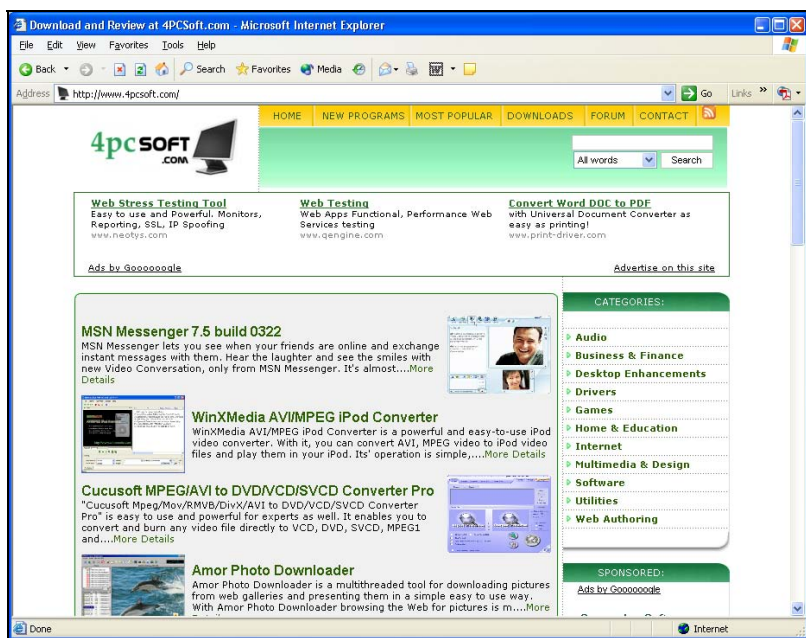 Download and Review at 4PCSoft.com - Microsoft Internet Explorer
File Edit View Favorites Tools Help
Back Search Favorites Media
Address http://www.4pcsoft.com/ Go Links »
HOME NEW PROGRAMS MOST POPULAR DOWNLOADS FORUM CONTACT
4pcSOFT
.COM
All words Search
Web Stress Testing Tool
Easy to use and Powerful. Monitors,
Reporting, SSL, IP Spoofing
www.neotys.com
Web Testing
Web Apps Functional, Performance Web
Services testing
www.qengine.com
Convert Word DOC to PDF
with Universal Document Converter as
easy as printing!
www.print-driver.com
Ads by Goooooogle
Advertise on this site
MSN Messenger 7.5 build 0322
MSN Messenger lets you see when your friends are online and exchange
instant messages with them. Hear the laughter and see the smiles with
new Video Conversation, only from MSN Messenger. It's almost....More
Details
WinXMedia AVI/MPEG iPod Converter
WinXMedia AVI/MPEG iPod Converter is a powerful and easy-to-use iPod
video converter. With it, you can convert AVI, MPEG video to iPod video
files and play them in your iPod. Its' operation is simple,....More Details
Cucusoft MPEG/AVI to DVD/VCD/SVCD Converter Pro
"Cucusoft Mpeg/Mov/RMVB/DivX/AVI to DVD/VCD/SVCD Converter
Pro" is easy to use and powerful for experts as well. It enables you to
convert and burn any video file directly to VCD, DVD, SVCD, MPEG1
and....More Details
Amor Photo Downloader
Amor Photo Downloader is a multithreaded tool for downloading pictures
from web galleries and presenting them in a simple easy to use way.
With Amor Photo Downloader browsing the Web for pictures is m....More
CATEGORIES:
Audio
Business & Finance
Desktop Enhancements
Drivers
Games
Home & Education
Internet
Multimedia & Design
Software
Utilities
Web Authoring
SPONSORED:
Ads by Goooooogle
Done Internet